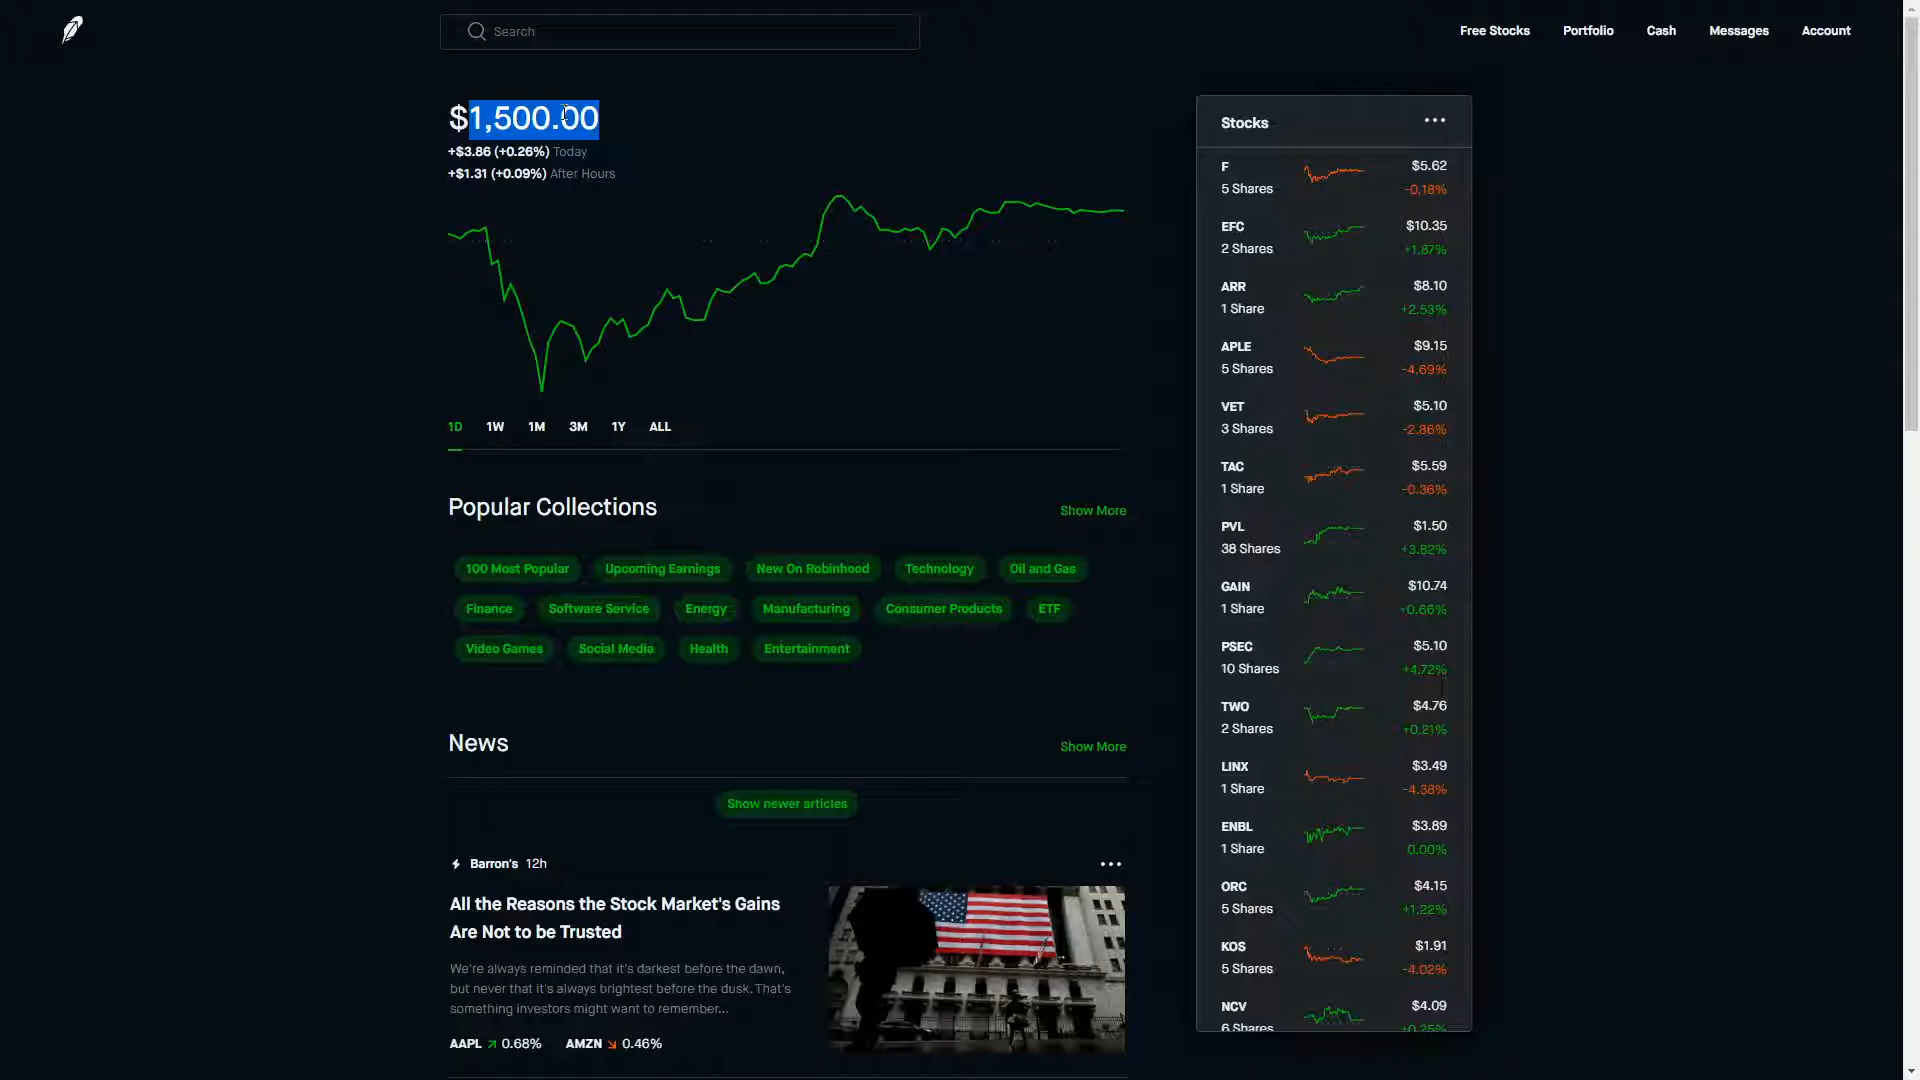 Search
Free Stocks
Portfolio
Cash
Messages
Account
$1,500.00
+$3.86 (+0.26%) Today
+$1.31 (+0.09%) After Hours
1D 1W 1M 3M 1Y ALL
Popular Collections
Show More
100 Most Popular
Upcoming Earnings
New On Robinhood
Technology
Oil and Gas
Finance
Software Service
Energy
Manufacturing
Consumer Products
ETF
Video Games
Social Media
Health
Entertainment
News
Show More
Show newer articles
Barron's 12h
All the Reasons the Stock Market's Gains
Are Not to be Trusted
We're always reminded that it's darkest before the dawn,
but never that it's always brightest before the dusk. That's
something investors might want to remember...
AAPL 0.68% AMZN 0.46%
Stocks
F $5.62
5 Shares -0.18%
EFC $10.35
2 Shares +1.87%
ARR $8.10
1 Share +2.53%
APLE $9.15
5 Shares -4.69%
VET $5.10
3 Shares -2.86%
TAC $5.59
1 Share -0.36%
PVL $1.50
38 Shares +3.82%
GAIN $10.74
1 Share +0.66%
PSEC $5.10
10 Shares +4.72%
TWO $4.76
2 Shares +0.21%
LINX $3.49
1 Share -4.38%
ENBL $3.89
1 Share 0.00%
ORC $4.15
5 Shares +1.22%
KOS $1.91
5 Shares -4.02%
NCV $4.09
6 Shares +0.25%